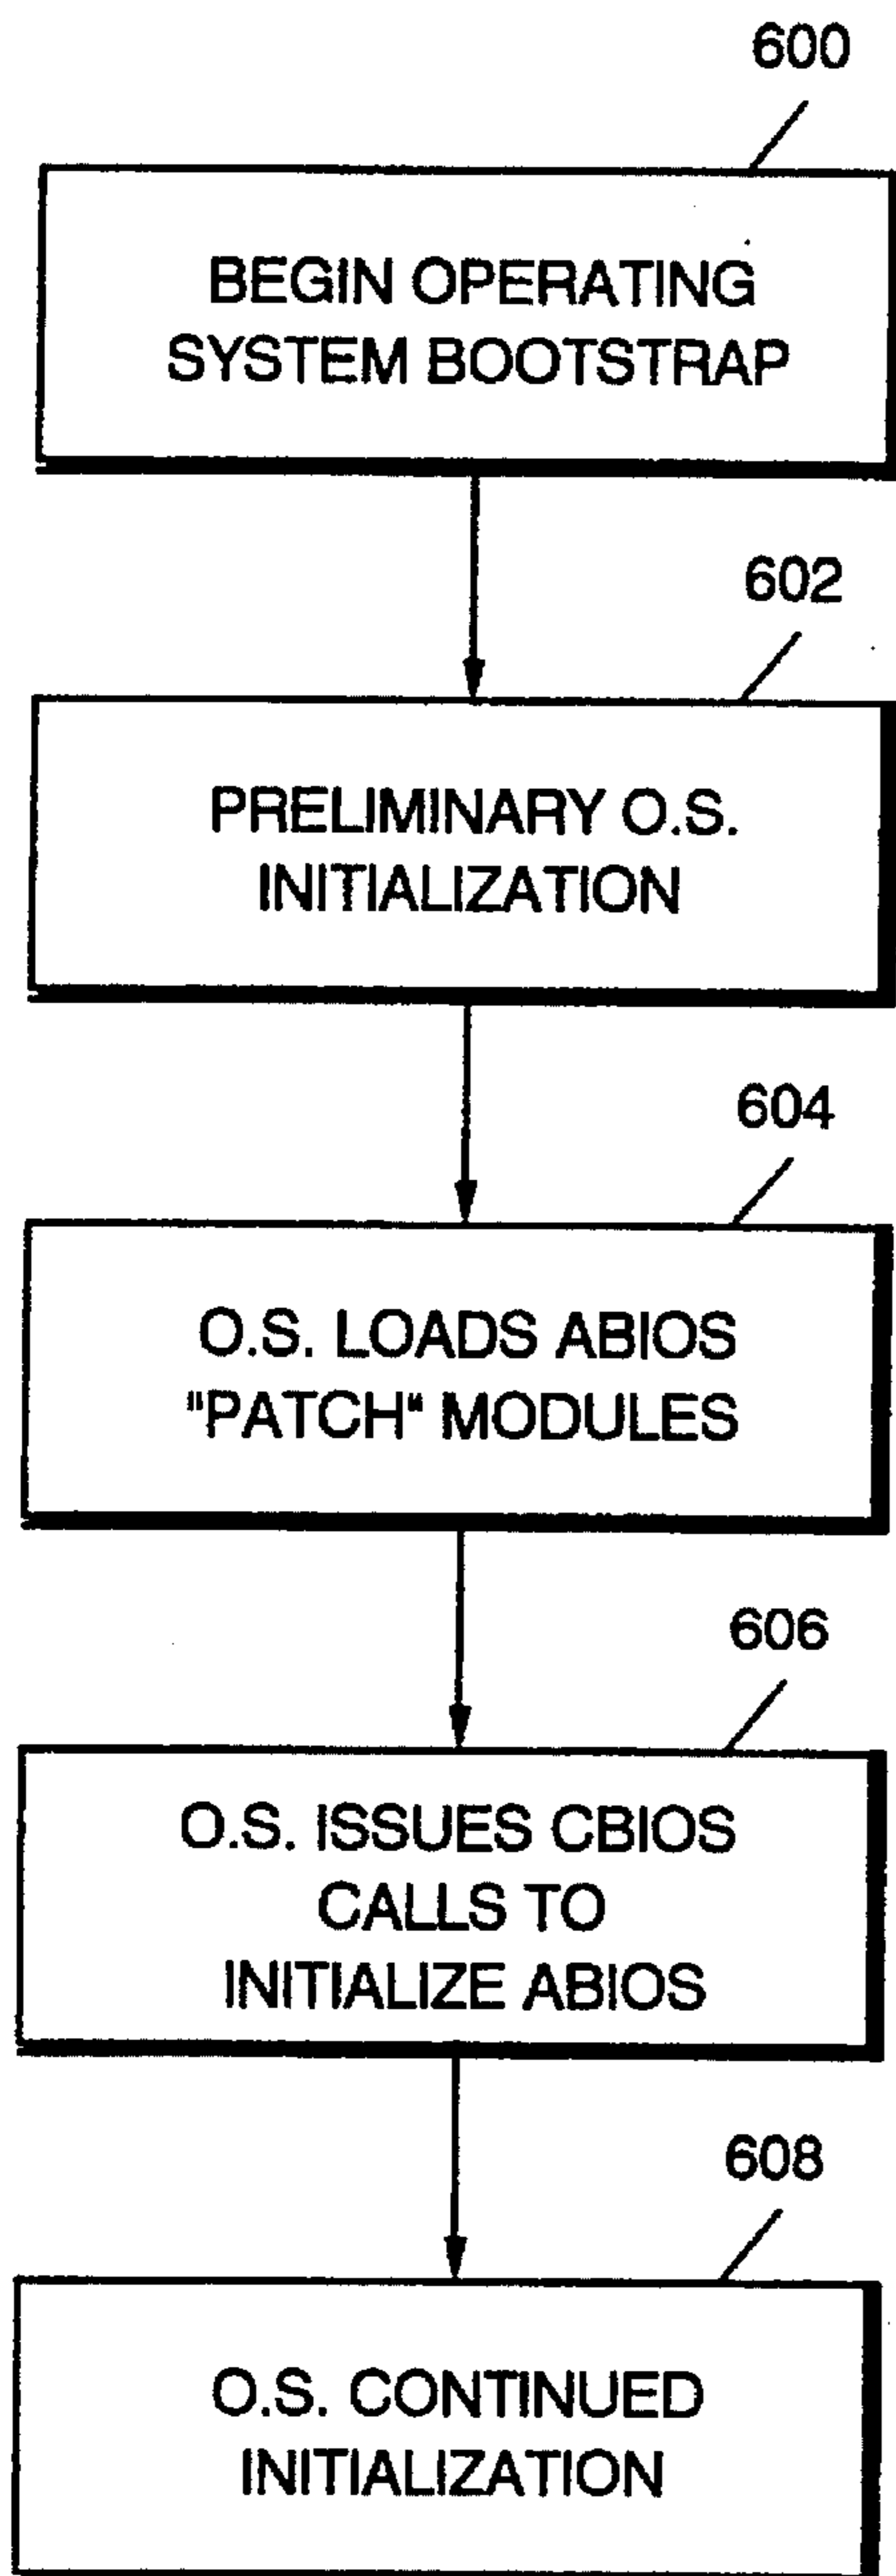 600
BEGIN OPERATING
SYSTEM BOOTSTRAP
602
PRELIMINARY O.S.
INITIALIZATION
604
O.S. LOADS ABIOS
"PATCH" MODULES
606
O.S. ISSUES CBIOS
CALLS TO
INITIALIZE ABIOS
608
O.S. CONTINUED
INITIALIZATION